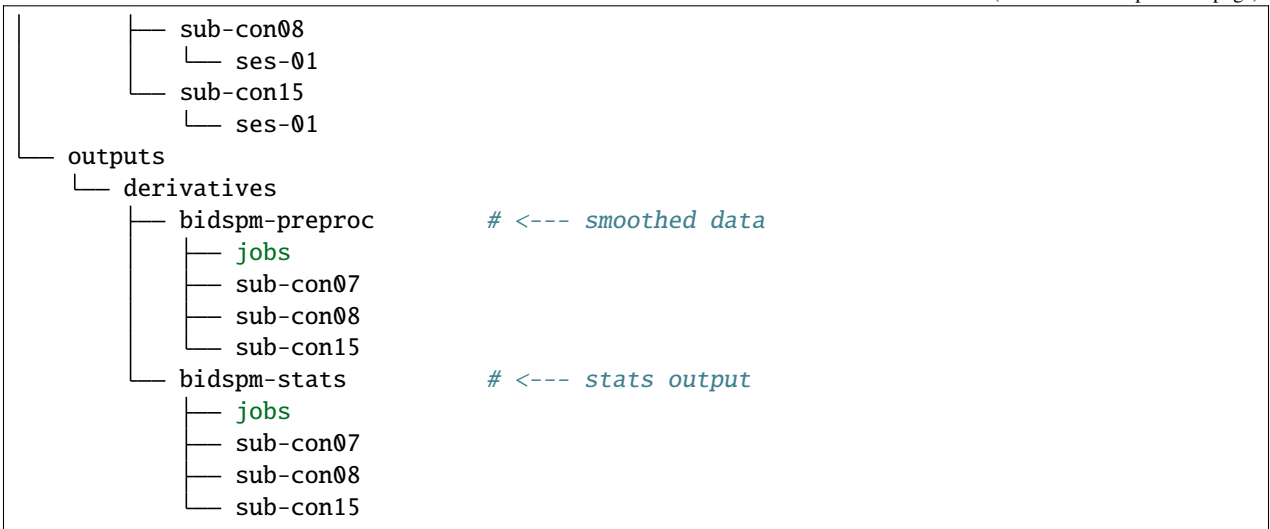 │       ├── sub-con08
│       │   └── ses-01
│       └── sub-con15
│           └── ses-01
└── outputs
    └── derivatives
        ├── bidspm-preproc        # <--- smoothed data
        │   ├── jobs
        │   ├── sub-con07
        │   ├── sub-con08
        │   └── sub-con15
        └── bidspm-stats          # <--- stats output
            ├── jobs
            ├── sub-con07
            ├── sub-con08
            └── sub-con15